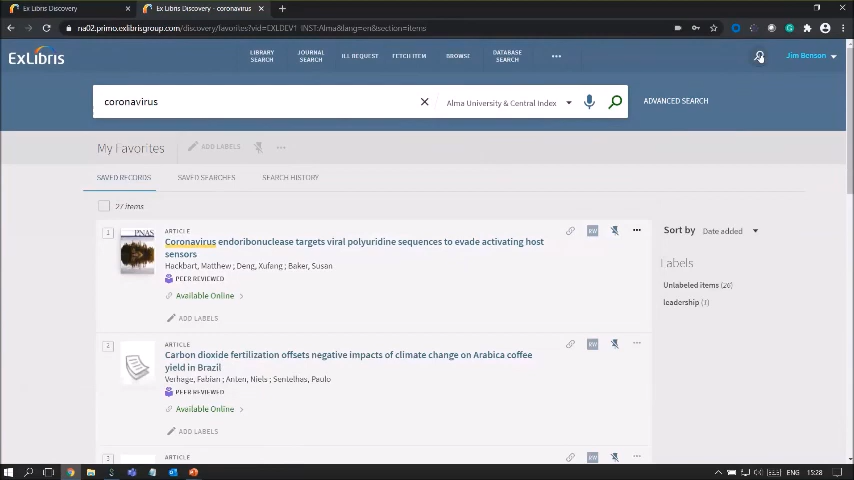 Ex Libris Discovery
Ex Libris Discovery - coronavirus
na02.primo.exlibrisgroup.com/discovery/favorites?vid=EXLDEV1_INST:Alma&lang=en&section=items
ExLibris
LIBRARY SEARCH
JOURNAL SEARCH
ILL REQUEST
FETCH ITEM
BROWSE
DATABASE SEARCH
Jim Benson
coronavirus
Alma University & Central Index
ADVANCED SEARCH
My Favorites
ADD LABELS
SAVED RECORDS
SAVED SEARCHES
SEARCH HISTORY
27 items
Sort by Date added
Labels
Unlabeled items (26)
leadership (1)
1
PNAS
ARTICLE
Coronavirus endoribonuclease targets viral polyuridine sequences to evade activating host
sensors
Hackbart, Matthew ; Deng, Xufang ; Baker, Susan
PEER REVIEWED
Available Online
ADD LABELS
2
ARTICLE
Carbon dioxide fertilization offsets negative impacts of climate change on Arabica coffee
yield in Brazil
Verhage, Fabian ; Anten, Niels ; Sentelhas, Paulo
PEER REVIEWED
Available Online
ADD LABELS
3
ARTICLE
ENG
15:28